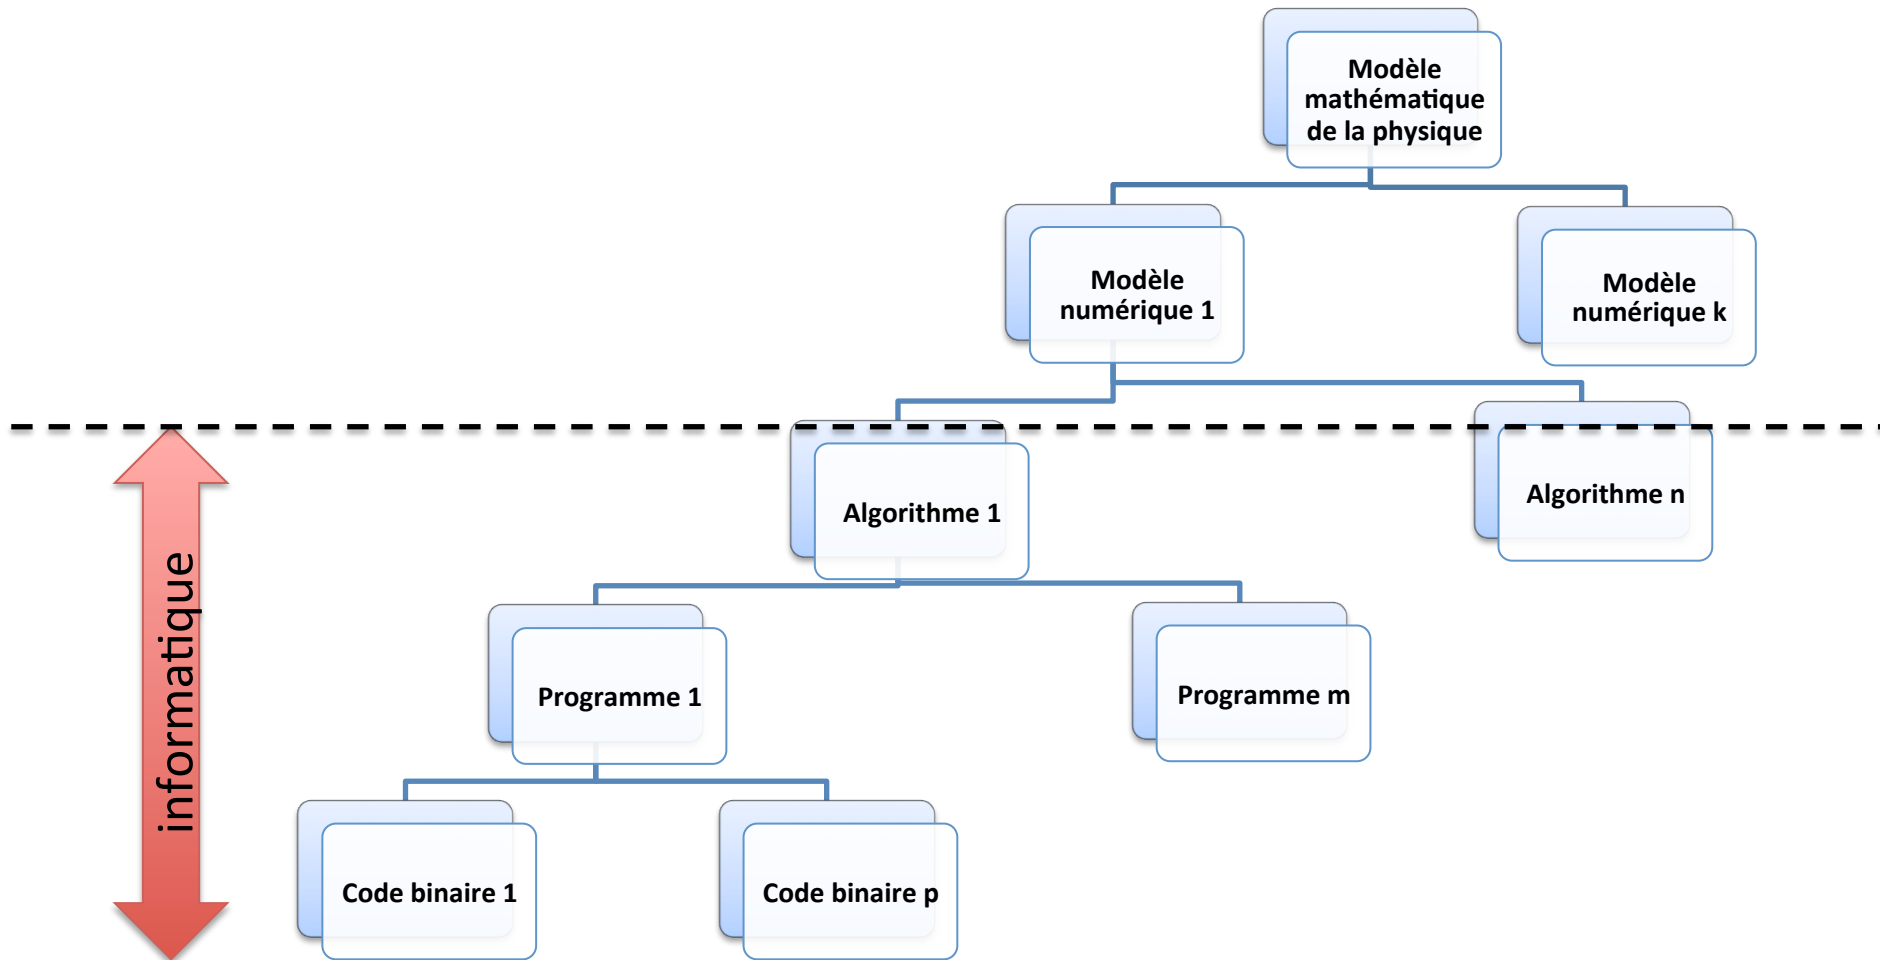 Modèle
mathématique
de la physique
Modèle
numérique 1
Modèle
numérique k
Algorithme 1
Algorithme n
informatique
Programme 1
Programme m
Code binaire 1
Code binaire p